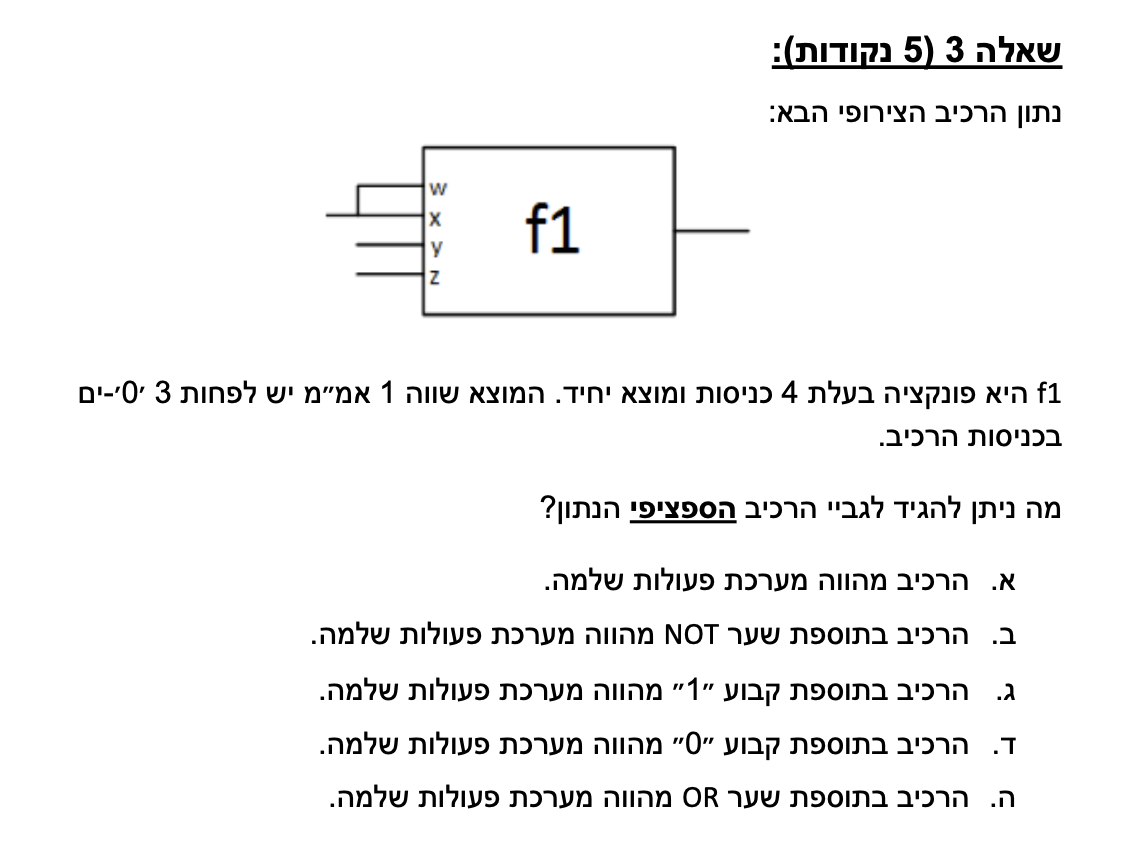 שאלה 3 (5 נקודות):
נתון הרכיב הצירופי הבא:
w
x
y
z
f1
f1 היא פונקציה בעלת 4 כניסות ומוצא יחיד. המוצא שווה 1 אמ״מ יש לפחות 3 '0'-ים
בכניסות הרכיב.
מה ניתן להגיד לגביי הרכיב הספציפי הנתון?
א. הרכיב מהווה מערכת פעולות שלמה.
ב. הרכיב בתוספת שער NOT מהווה מערכת פעולות שלמה.
ג. הרכיב בתוספת קבוע ״1״ מהווה מערכת פעולות שלמה.
ד. הרכיב בתוספת קבוע ״0״ מהווה מערכת פעולות שלמה.
ה. הרכיב בתוספת שער OR מהווה מערכת פעולות שלמה.